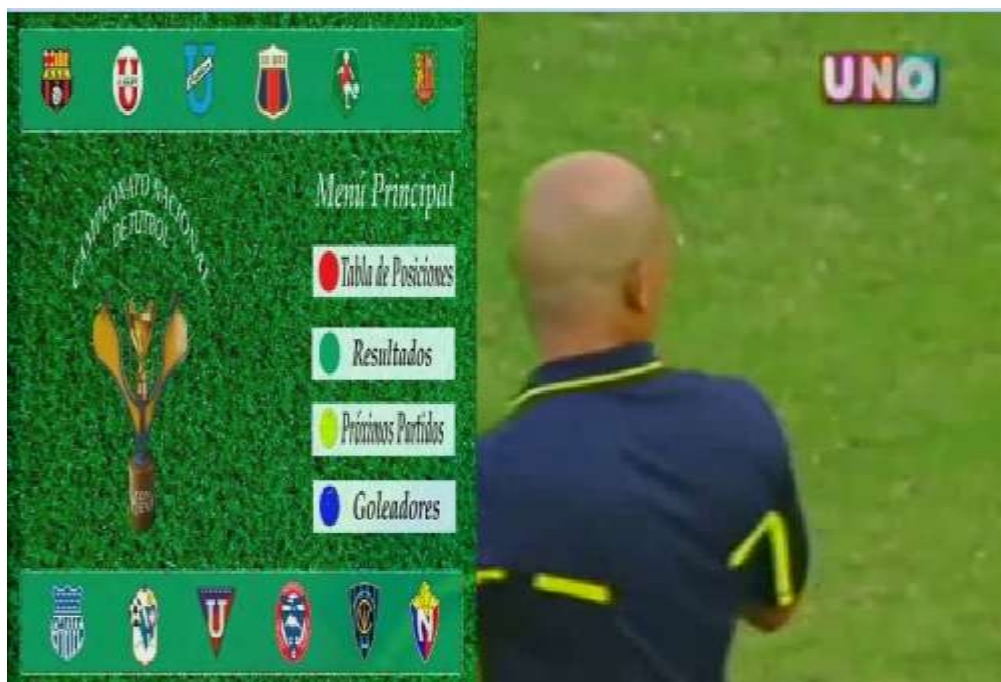 UNO
CAMPEONATO NACIONAL
DE FUTBOL
Menú Principal
Tabla de Posiciones
Resultados
Próximos Partidos
Goleadores
U
N